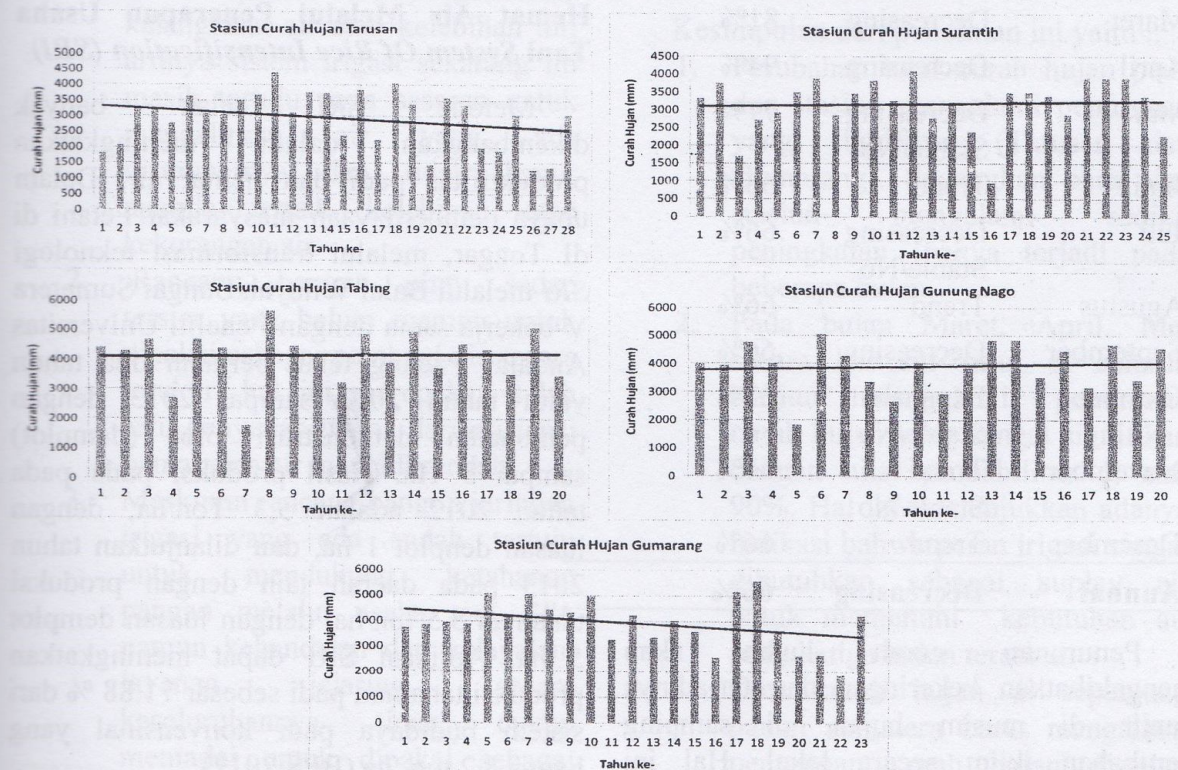 Stasiun Curah Hujan Tarusan
Curah Hujan (mm)
5000
4500
4000
3500
3000
2500
2000
1500
1000
500
0
1 2 3 4 5 6 7 8 9 10 11 12 13 14 15 16 17 18 19 20 21 22 23 24 25 26 27 28
Tahun ke-
Stasiun Curah Hujan Surantih
Curah Hujan (mm)
4500
4000
3500
3000
2500
2000
1500
1000
500
0
1 2 3 4 5 6 7 8 9 10 11 12 13 14 15 16 17 18 19 20 21 22 23 24 25
Tahun ke-
Stasiun Curah Hujan Tabing
Curah Hujan (mm)
6000
5000
4000
3000
2000
1000
0
1 2 3 4 5 6 7 8 9 10 11 12 13 14 15 16 17 18 19 20
Tahun ke-
Stasiun Curah Hujan Gunung Nago
Curah Hujan (mm)
6000
5000
4000
3000
2000
1000
0
1 2 3 4 5 6 7 8 9 10 11 12 13 14 15 16 17 18 19 20
Tahun ke-
Stasiun Curah Hujan Gumarang
Curah Hujan (mm)
6000
5000
4000
3000
2000
1000
0
1 2 3 4 5 6 7 8 9 10 11 12 13 14 15 16 17 18 19 20 21 22 23
Tahun ke-